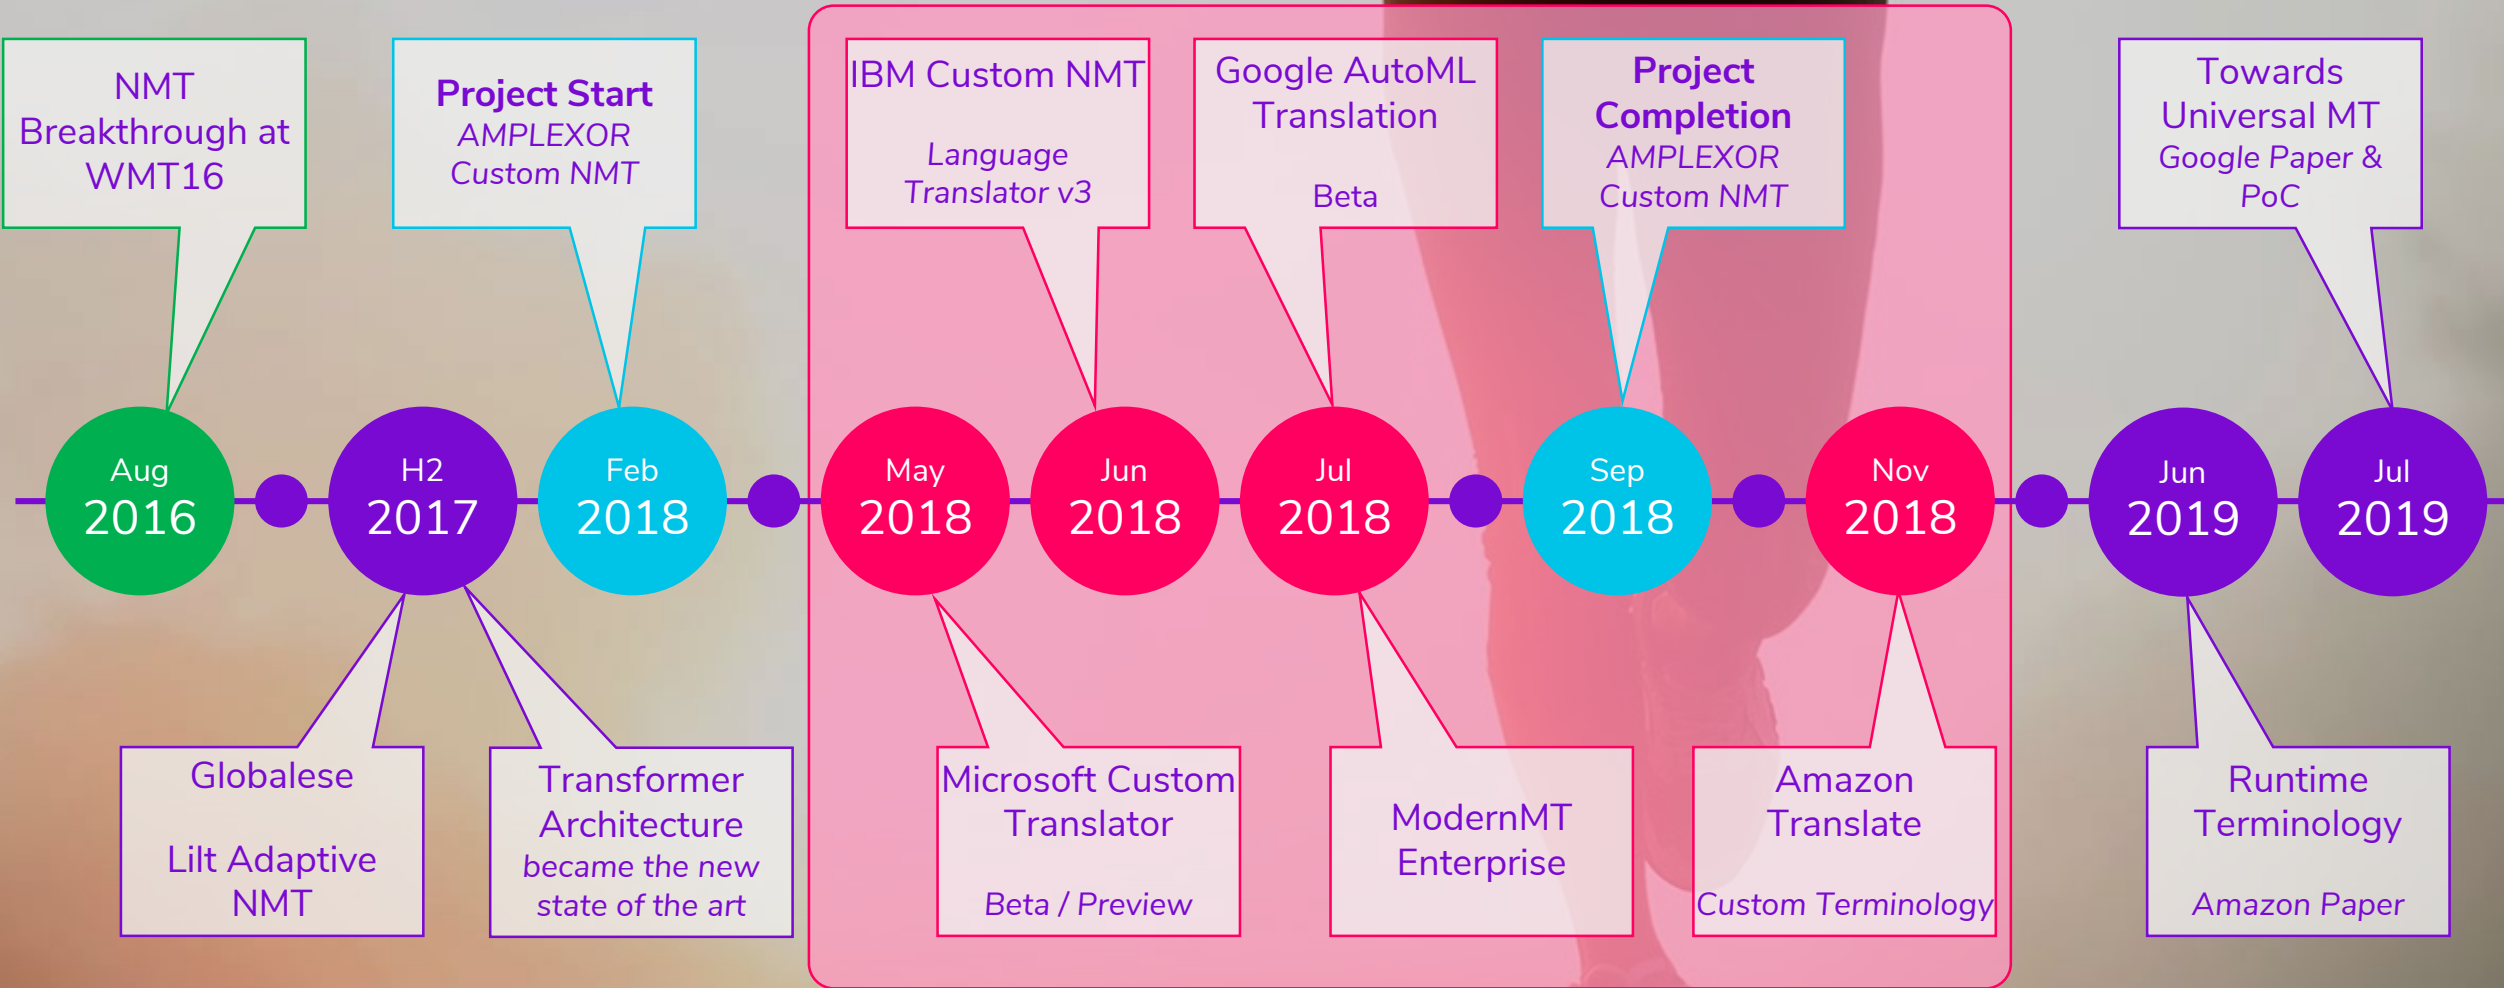 NMT
Breakthrough at
WMT16
Project Start
AMPLEXOR
Custom NMT
IBM Custom NMT
Language
Translator v3
Google AutoML
Translation
Beta
Project
Completion
AMPLEXOR
Custom NMT
Towards
Universal MT
Google Paper &
PoC
Aug
2016
H2
2017
Feb
2018
May
2018
Jun
2018
Jul
2018
Sep
2018
Nov
2018
Jun
2019
Jul
2019
Globalese
Lilt Adaptive
NMT
Transformer
Architecture
became the new
state of the art
Microsoft Custom
Translator
Beta / Preview
ModernMT
Enterprise
Amazon
Translate
Custom Terminology
Runtime
Terminology
Amazon Paper